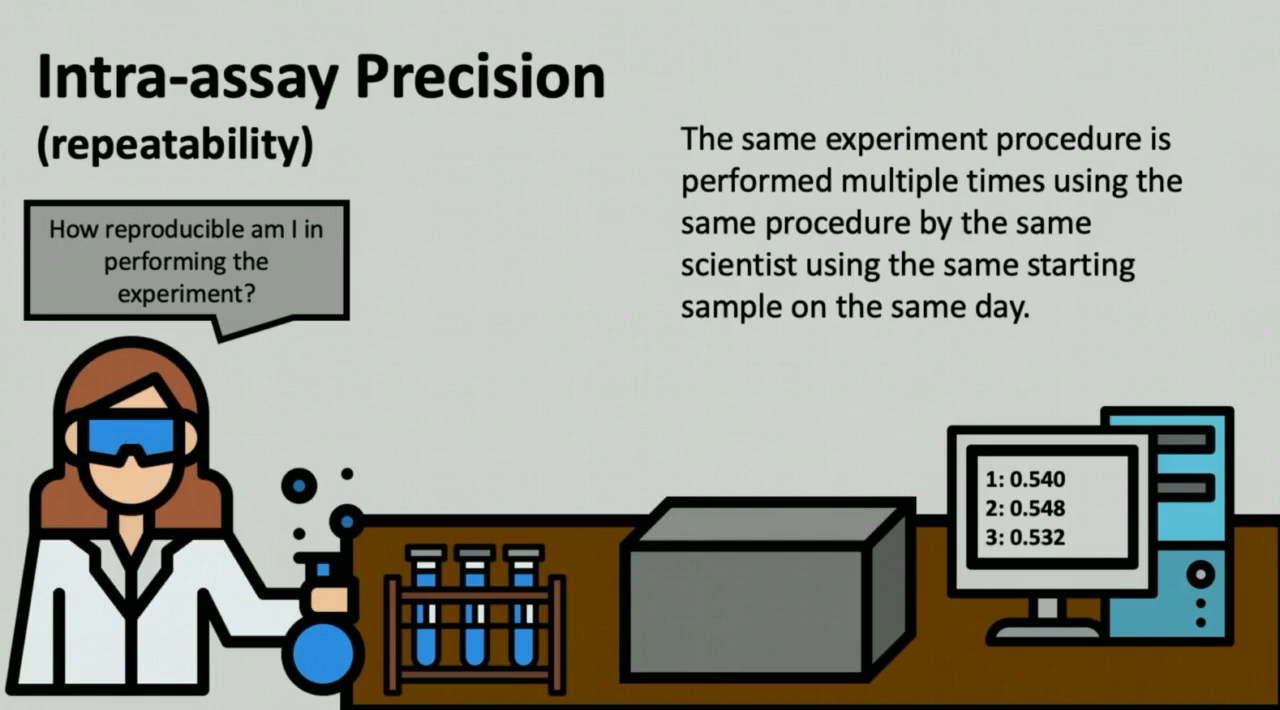 Intra-assay Precision
(repeatability)
The same experiment procedure is
performed multiple times using the
same procedure by the same
scientist using the same starting
sample on the same day.
How reproducible am I in
performing the
experiment?
1: 0.540
2: 0.548
3: 0.532